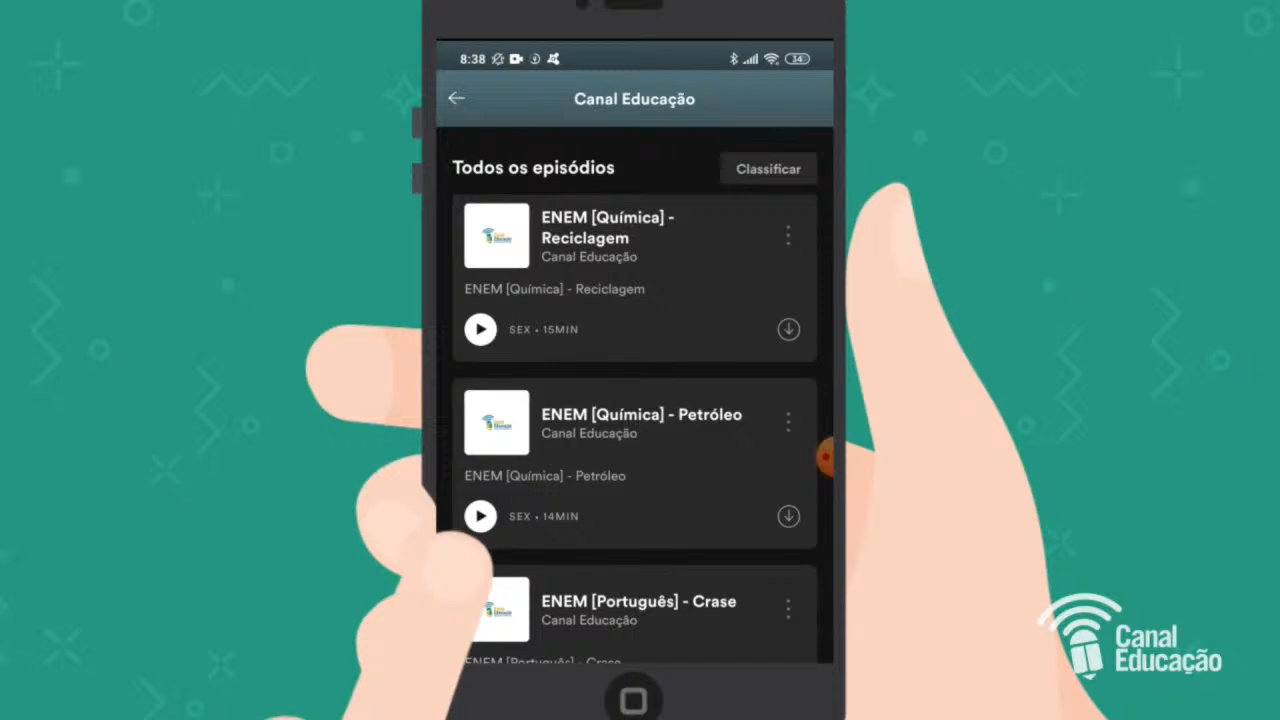 8:38
34
Canal Educação
Todos os episódios
Classificar
ENEM [Química] -
Reciclagem
Canal Educação
ENEM [Química] - Reciclagem
SEX • 15MIN
ENEM [Química] - Petróleo
Canal Educação
ENEM [Química] - Petróleo
SEX • 14MIN
ENEM [Português] - Crase
Canal Educação
ENEM [Português] - Crase
Canal
Educação